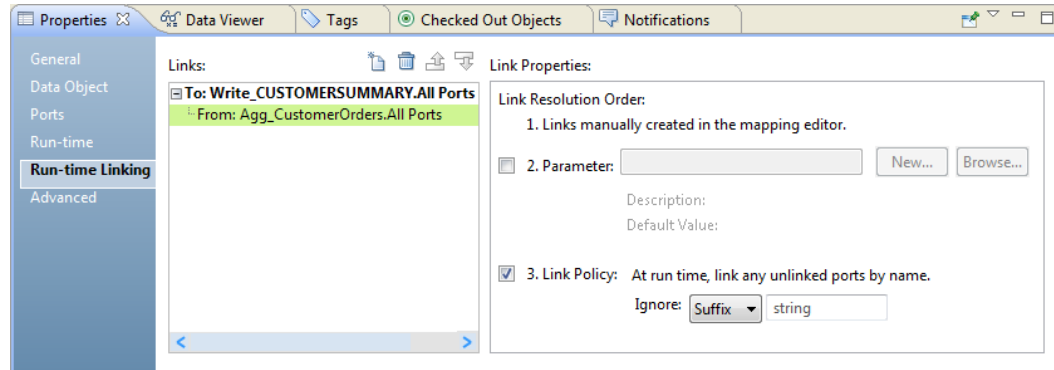 Properties Data Viewer Tags Checked Out Objects Notifications
General
Data Object
Ports
Run-time
Run-time Linking
Advanced
Links:
To: Write_CUSTOMERSUMMARY.All Ports
From: Agg_CustomerOrders.All Ports
Link Properties:
Link Resolution Order:
1. Links manually created in the mapping editor.
2. Parameter: New... Browse...
Description:
Default Value:
3. Link Policy: At run time, link any unlinked ports by name.
Ignore: Suffix string